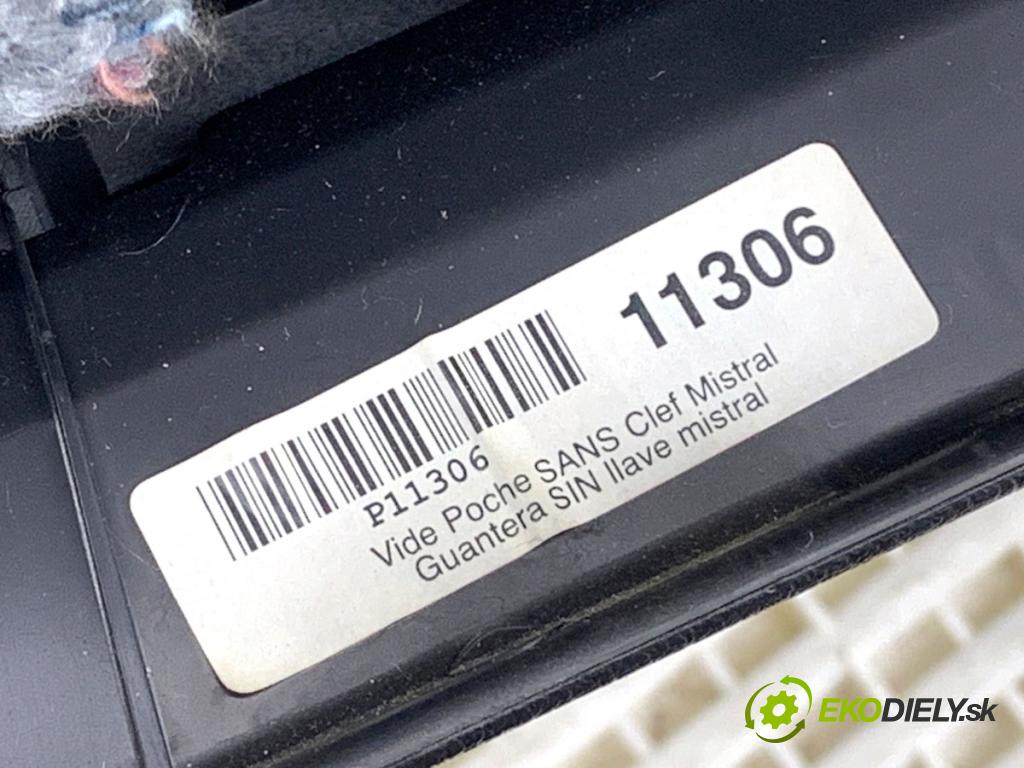 11306
P11306
Vide Poche SANS Clef Mistral
Guantera SIN llave mistral
EKODIELY.sk